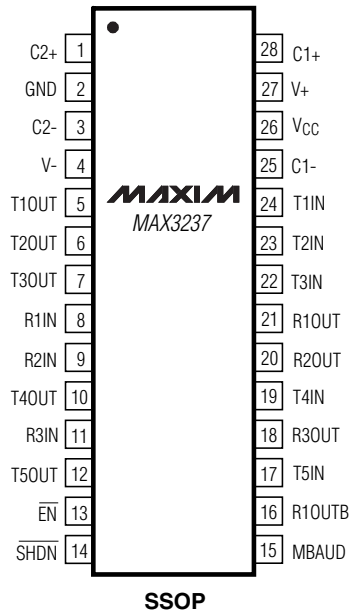 C2+ 1 28 C1+
GND 2 27 V+
C2- 3 26 VCC
V- 4 25 C1-
T1OUT 5 MAXIM 24 T1IN
T2OUT 6 MAX3237 23 T2IN
T3OUT 7 22 T3IN
R1IN 8 21 R1OUT
R2IN 9 20 R2OUT
T4OUT 10 19 T4IN
R3IN 11 18 R3OUT
T5OUT 12 17 T5IN
EN 13 16 R1OUTB
SHDN 14 15 MBAUD
SSOP